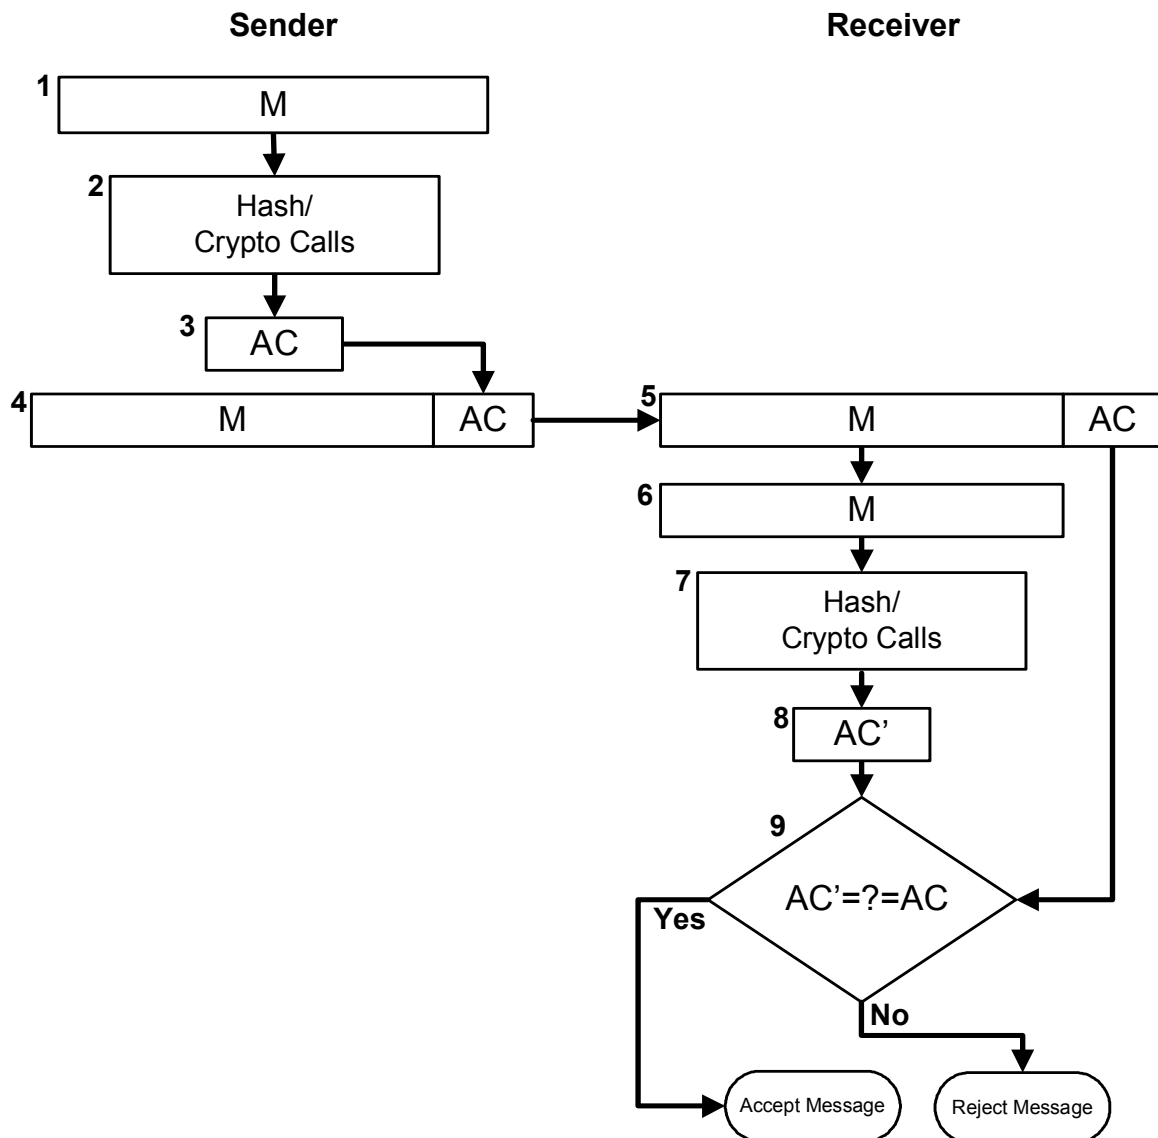 Sender
Receiver
1
M
2
Hash/
Crypto Calls
3
AC
4
M
AC
5
M
AC
6
M
7
Hash/
Crypto Calls
8
AC’
9
AC’=?=AC
Yes
No
Accept Message
Reject Message